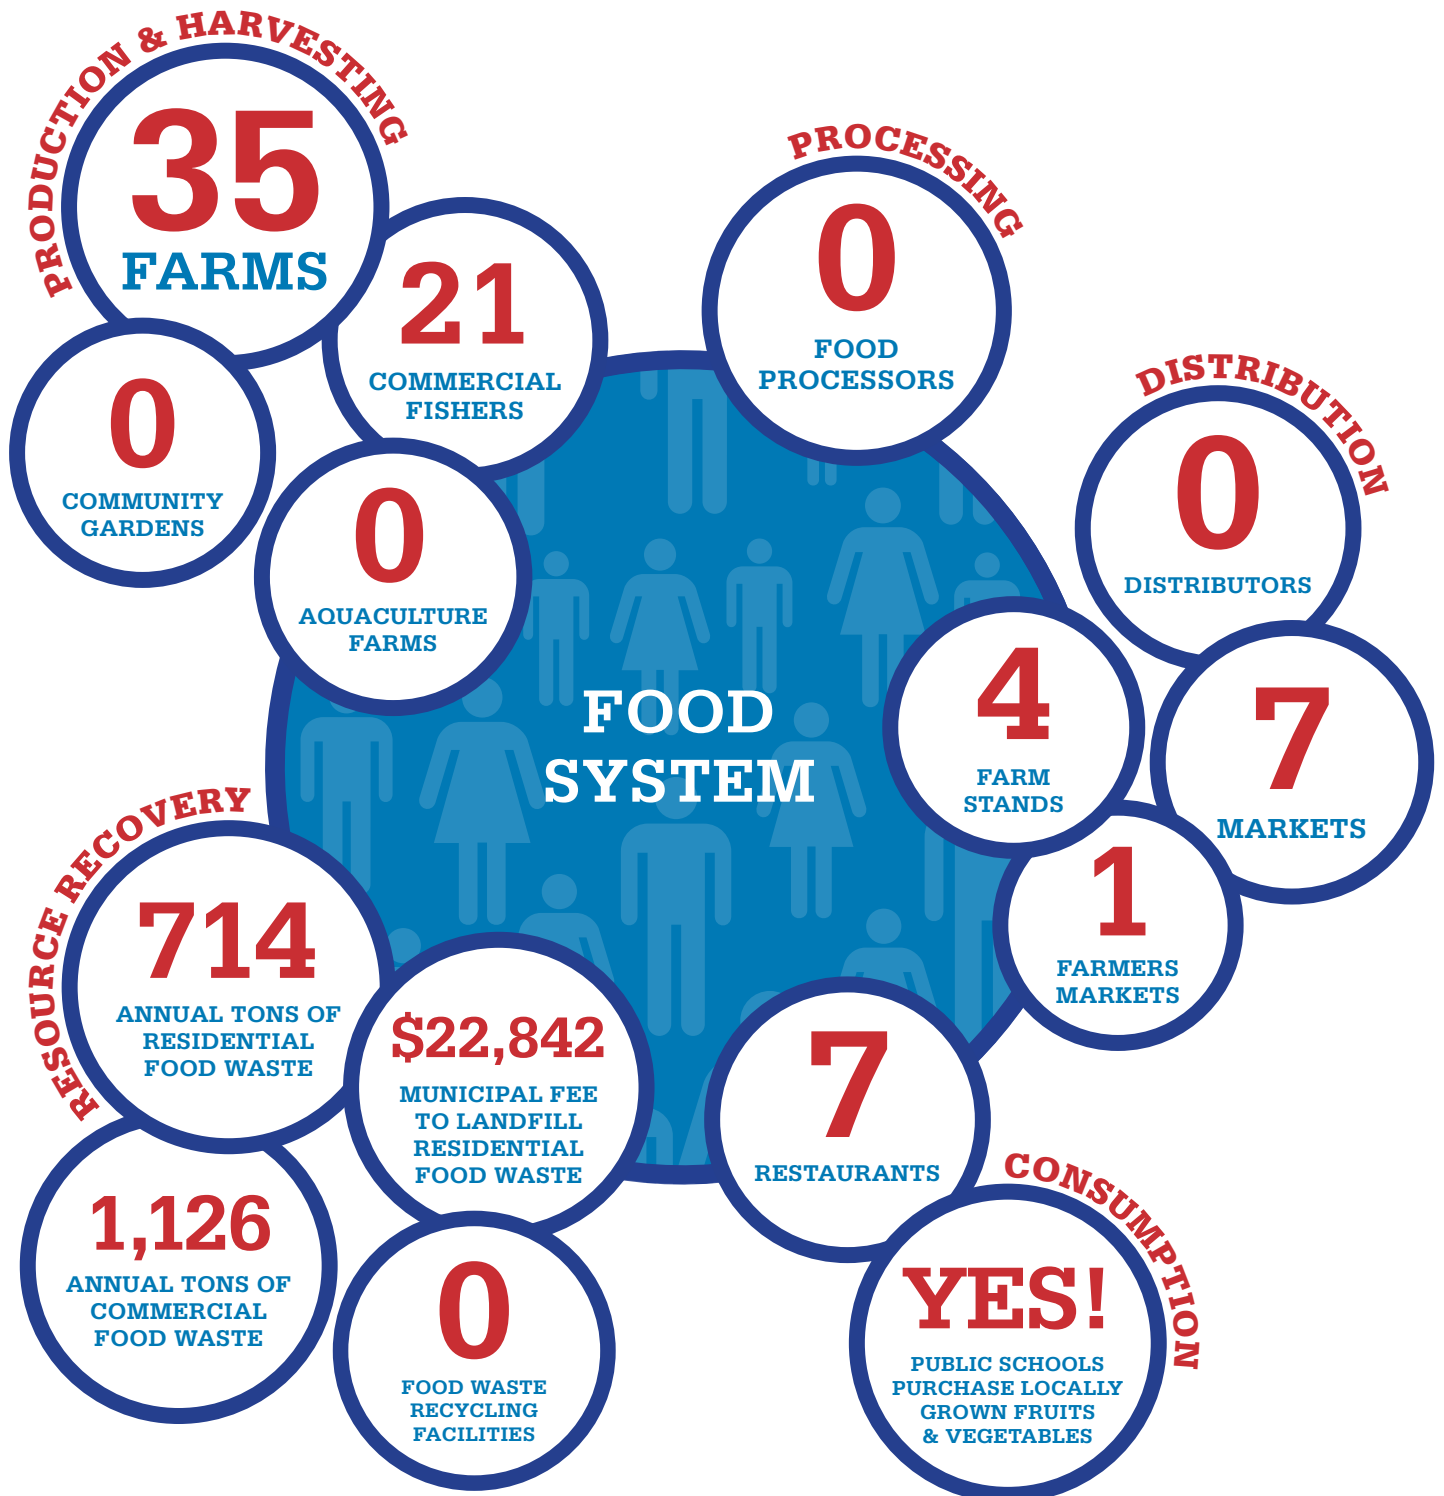 PRODUCTION & HARVESTING
35
FARMS
21
COMMERCIAL
FISHERS
0
COMMUNITY
GARDENS
0
AQUACULTURE
FARMS
PROCESSING
0
FOOD
PROCESSORS
DISTRIBUTION
0
DISTRIBUTORS
4
FARM
STANDS
7
MARKETS
1
FARMERS
MARKETS
FOOD
SYSTEM
RESOURCE RECOVERY
714
ANNUAL TONS OF
RESIDENTIAL
FOOD WASTE
$22,842
MUNICIPAL FEE
TO LANDFILL
RESIDENTIAL
FOOD WASTE
1,126
ANNUAL TONS OF
COMMERCIAL
FOOD WASTE
0
FOOD WASTE
RECYCLING
FACILITIES
7
RESTAURANTS
CONSUMPTION
YES!
PUBLIC SCHOOLS
PURCHASE LOCALLY
GROWN FRUITS
& VEGETABLES